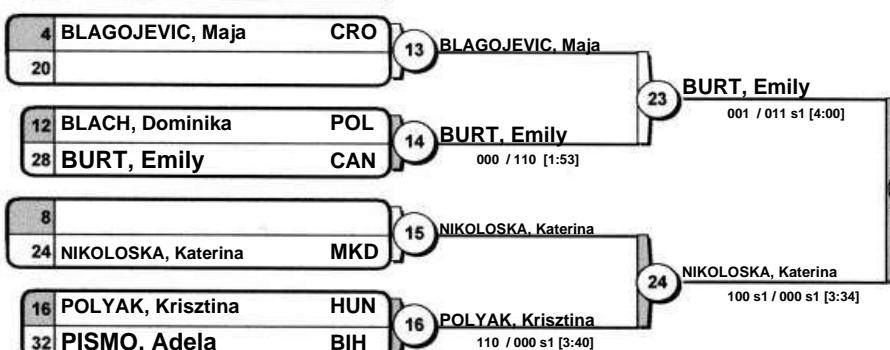 4 BLAGOJEVIC, Maja CRO
20
13
BLAGOJEVIC, Maja
12 BLACH, Dominika POL
28 BURT, Emily CAN
14
BURT, Emily
000 / 110 [1:53]
23
BURT, Emily
001 / 011 s1 [4:00]
8
24 NIKOLOSKA, Katerina MKD
15
NIKOLOSKA, Katerina
16 POLYAK, Krisztina HUN
32 PISMO, Adela BIH
16
POLYAK, Krisztina
110 / 000 s1 [3:40]
24
NIKOLOSKA, Katerina
100 s1 / 000 s1 [3:34]